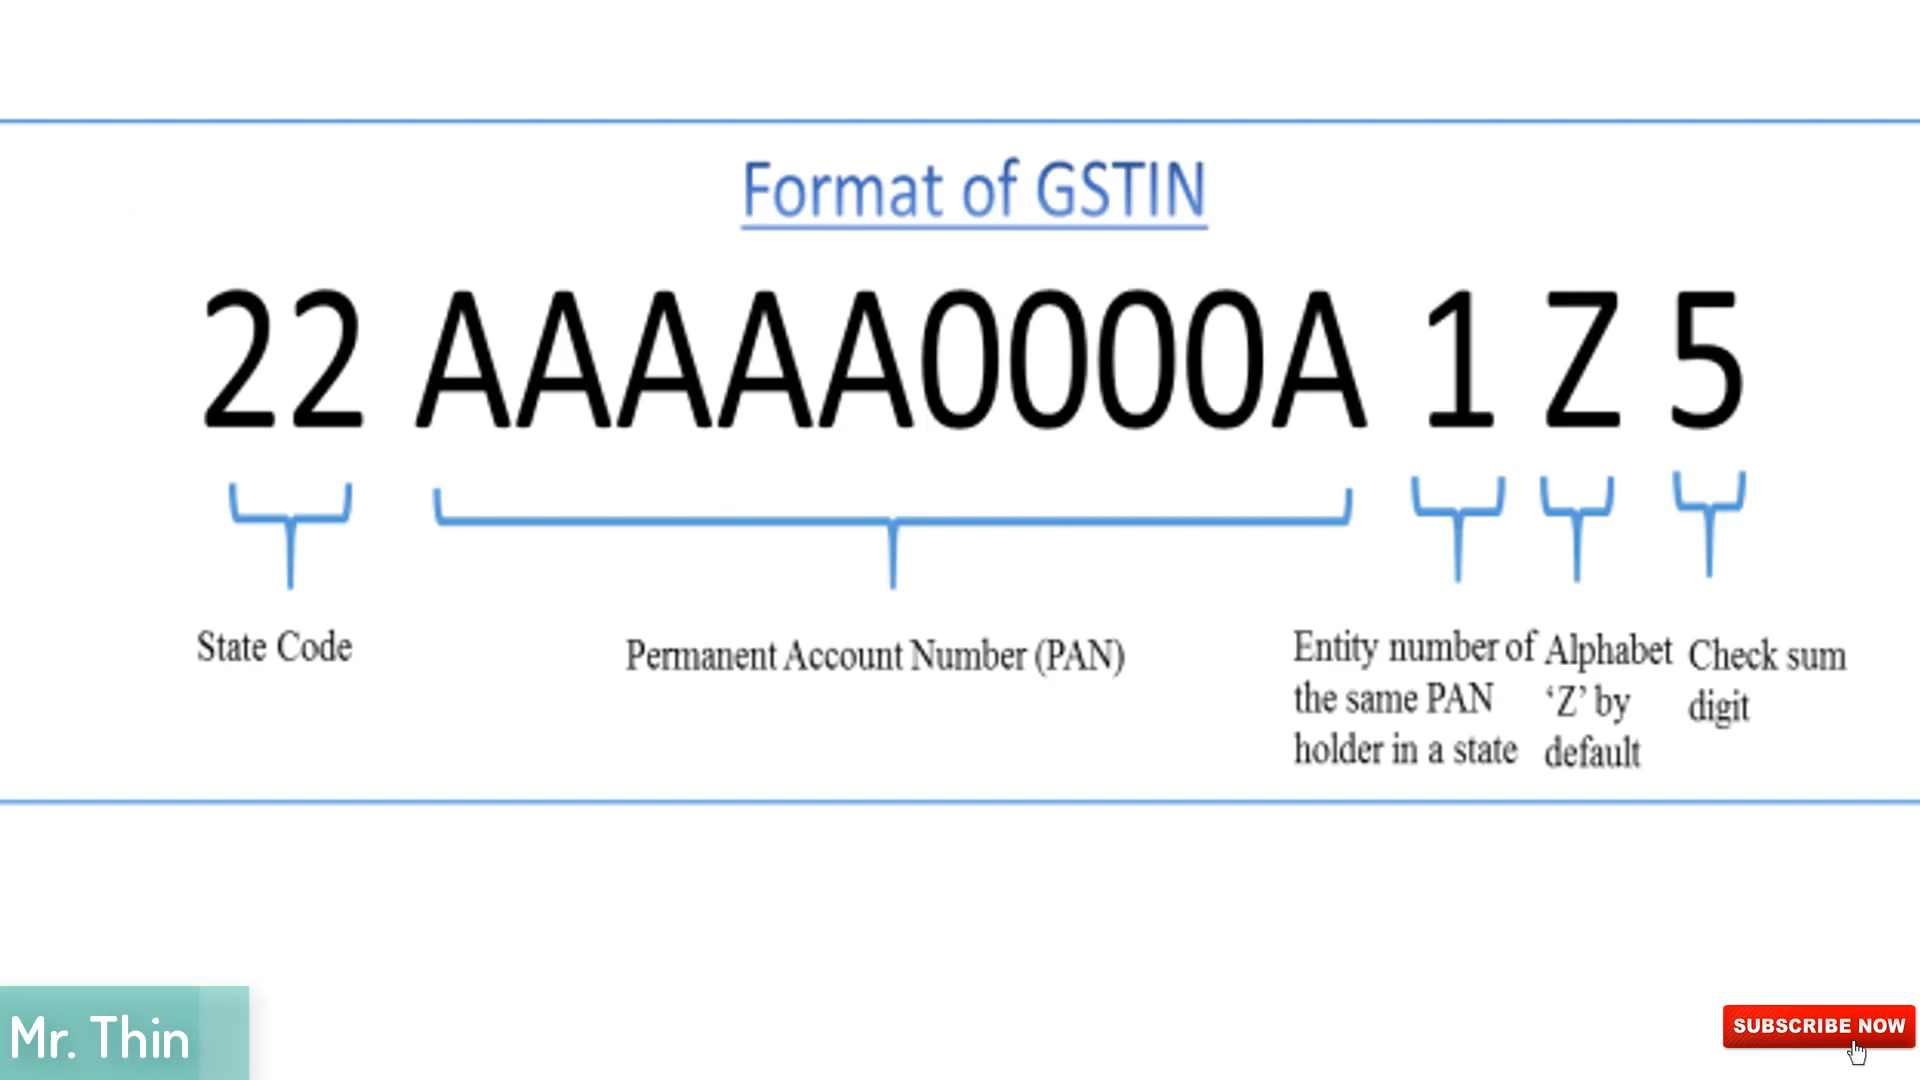 Format of GSTIN
22 AAAAA0000A 1 Z 5
State Code
Permanent Account Number (PAN)
Entity number of
the same PAN
holder in a state
Alphabet
‘Z’ by
default
Check sum
digit
Mr. Thin
SUBSCRIBE NOW